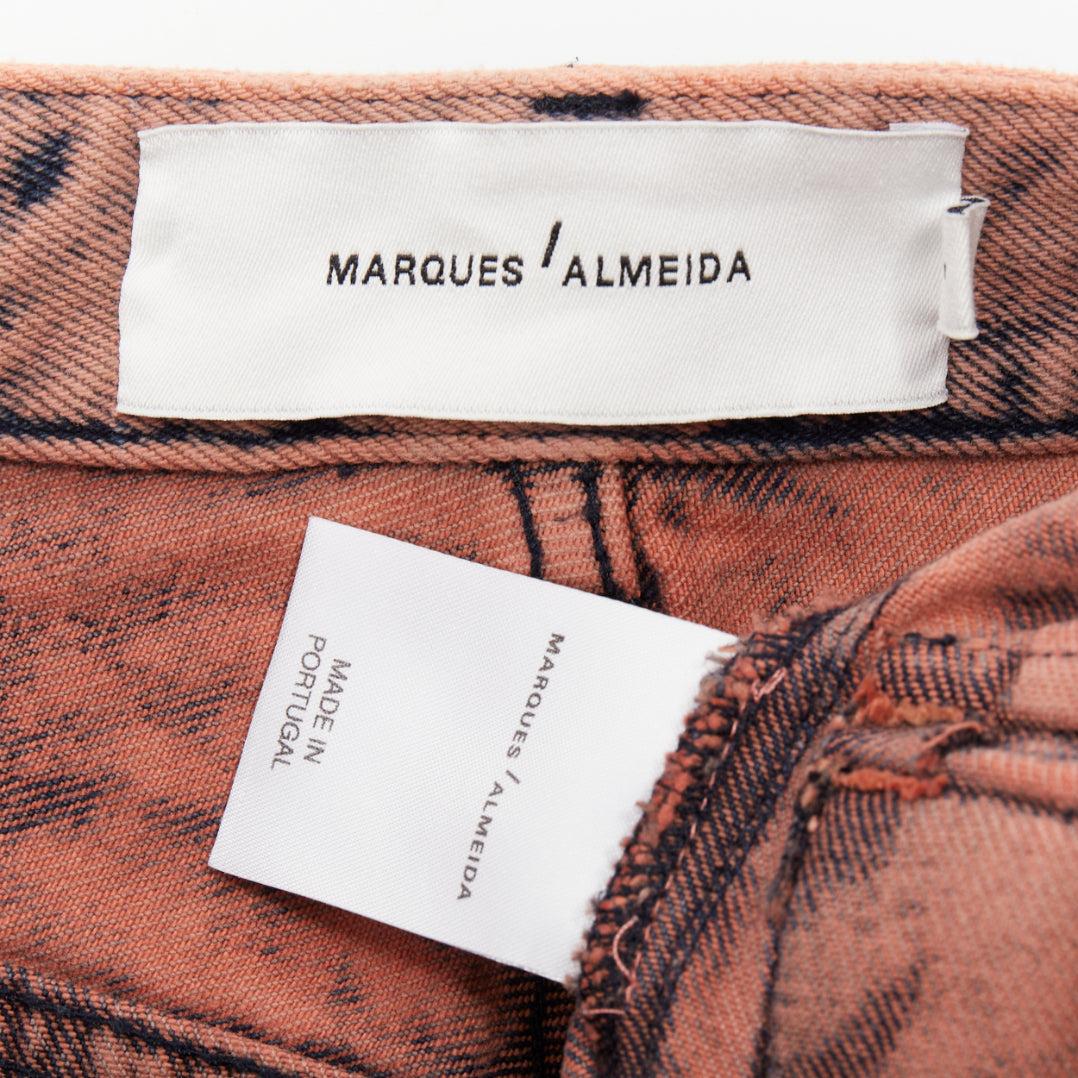 MARQUES / ALMEIDA
MADE IN
PORTUGAL
MARQUES / ALMEIDA